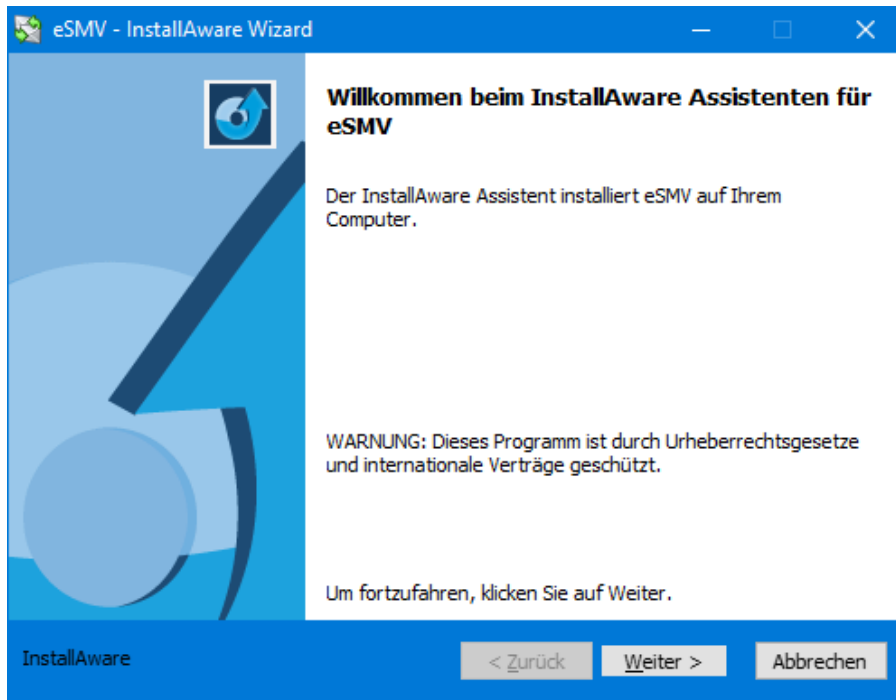 eSMV - InstallAware Wizard
Willkommen beim InstallAware Assistenten für
eSMV
Der InstallAware Assistent installiert eSMV auf Ihrem
Computer.
WARNUNG: Dieses Programm ist durch Urheberrechtsgesetze
und internationale Verträge geschützt.
Um fortzufahren, klicken Sie auf Weiter.
InstallAware
< Zurück
Weiter >
Abbrechen